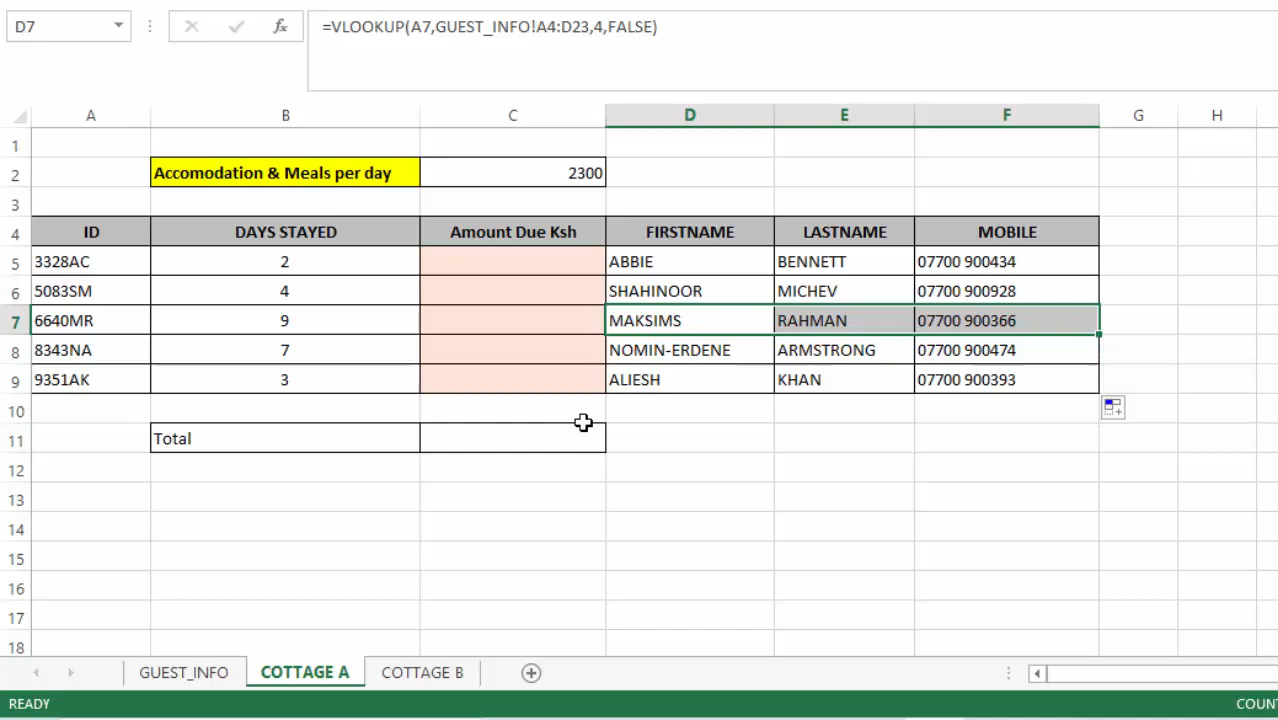 D7 fx =VLOOKUP(A7,GUEST_INFO!A4:D23,4,FALSE)
A B C D E F G H
1
2 Accomodation & Meals per day 2300
3
4 ID DAYS STAYED Amount Due Ksh FIRSTNAME LASTNAME MOBILE
5 3328AC 2 ABBIE BENNETT 07700 900434
6 5083SM 4 SHAHINOOR MICHEV 07700 900928
7 6640MR 9 MAKSIMS RAHMAN 07700 900366
8 8343NA 7 NOMIN-ERDENE ARMSTRONG 07700 900474
9 9351AK 3 ALIESH KHAN 07700 900393
10
11 Total
12
13
14
15
16
17
18
GUEST_INFO COTTAGE A COTTAGE B
READY COUN